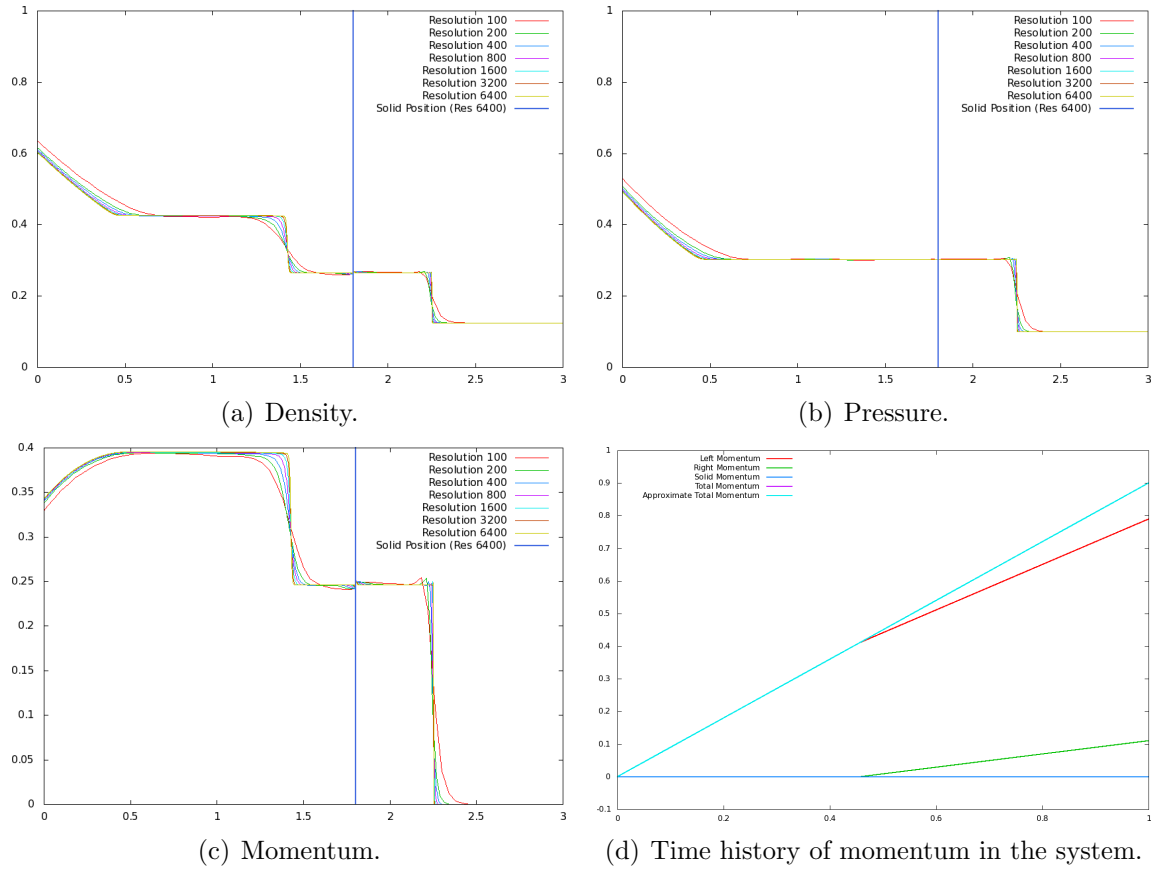 1
0.8
0.6
0.4
0.2
0
0
0.5
1
1.5
2
2.5
3
Resolution 100
Resolution 200
Resolution 400
Resolution 800
Resolution 1600
Resolution 3200
Resolution 6400
Solid Position (Res 6400)
(a) Density.
1
0.8
0.6
0.4
0.2
0
0
0.5
1
1.5
2
2.5
3
Resolution 100
Resolution 200
Resolution 400
Resolution 800
Resolution 1600
Resolution 3200
Resolution 6400
Solid Position (Res 6400)
(b) Pressure.
0.4
0.35
0.3
0.25
0.2
0.15
0.1
0.05
0
0
0.5
1
1.5
2
2.5
3
Resolution 100
Resolution 200
Resolution 400
Resolution 800
Resolution 1600
Resolution 3200
Resolution 6400
Solid Position (Res 6400)
(c) Momentum.
1
0.9
0.8
0.7
0.6
0.5
0.4
0.3
0.2
0.1
0
-0.1
0
0.2
0.4
0.6
0.8
1
Left Momentum
Right Momentum
Solid Momentum
Total Momentum
Approximate Total Momentum
(d) Time history of momentum in the system.